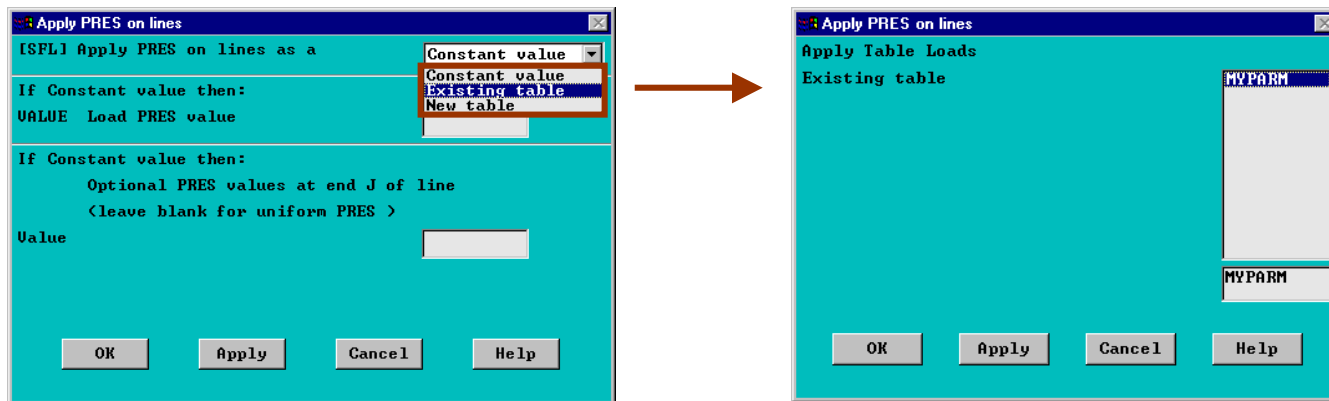 Apply PRES on lines
[SFL] Apply PRES on lines as a
Constant value
Constant value
Existing table
New table
If Constant value then:
VALUE Load PRES value
If Constant value then:
Optional PRES values at end J of line
(leave blank for uniform PRES )
Value
OK Apply Cancel Help
Apply PRES on lines
Apply Table Loads
Existing table
MYPARM
MYPARM
OK Apply Cancel Help